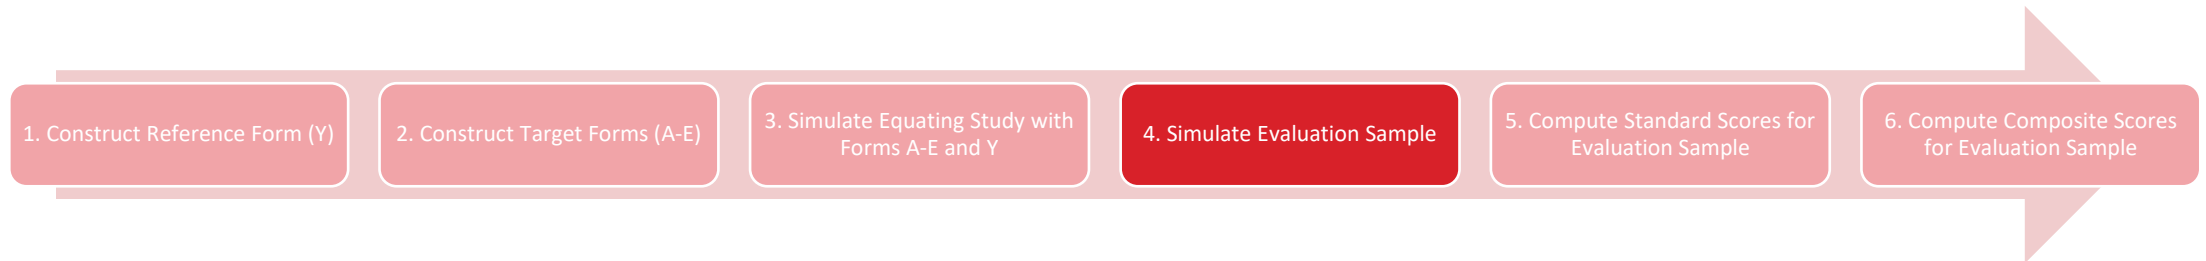 1. Construct Reference Form (Y)
2. Construct Target Forms (A-E)
3. Simulate Equating Study with
Forms A-E and Y
4. Simulate Evaluation Sample
5. Compute Standard Scores for
Evaluation Sample
6. Compute Composite Scores
for Evaluation Sample